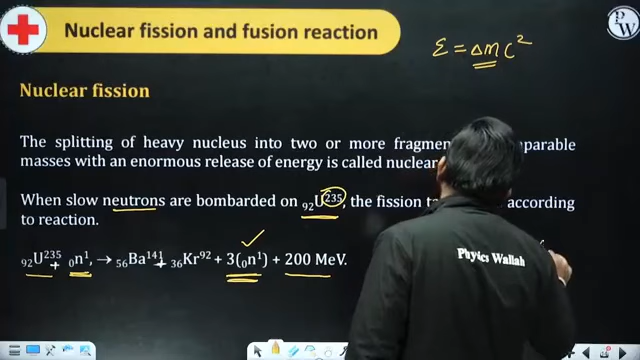 Nuclear fission and fusion reaction
P
W
ε = Δmc²
Nuclear fission
The splitting of heavy nucleus into two or more fragmen parable
masses with an enormous release of energy is called nuclear
When slow neutrons are bombarded on ₉₂U²³⁵, the fission ta according
to reaction.
₉₂U²³⁵ + ₀n¹, → ₅₆Ba¹⁴¹ + ₃₆Kr⁹² + 3(₀n¹) + 200 MeV.
Physics Wallah